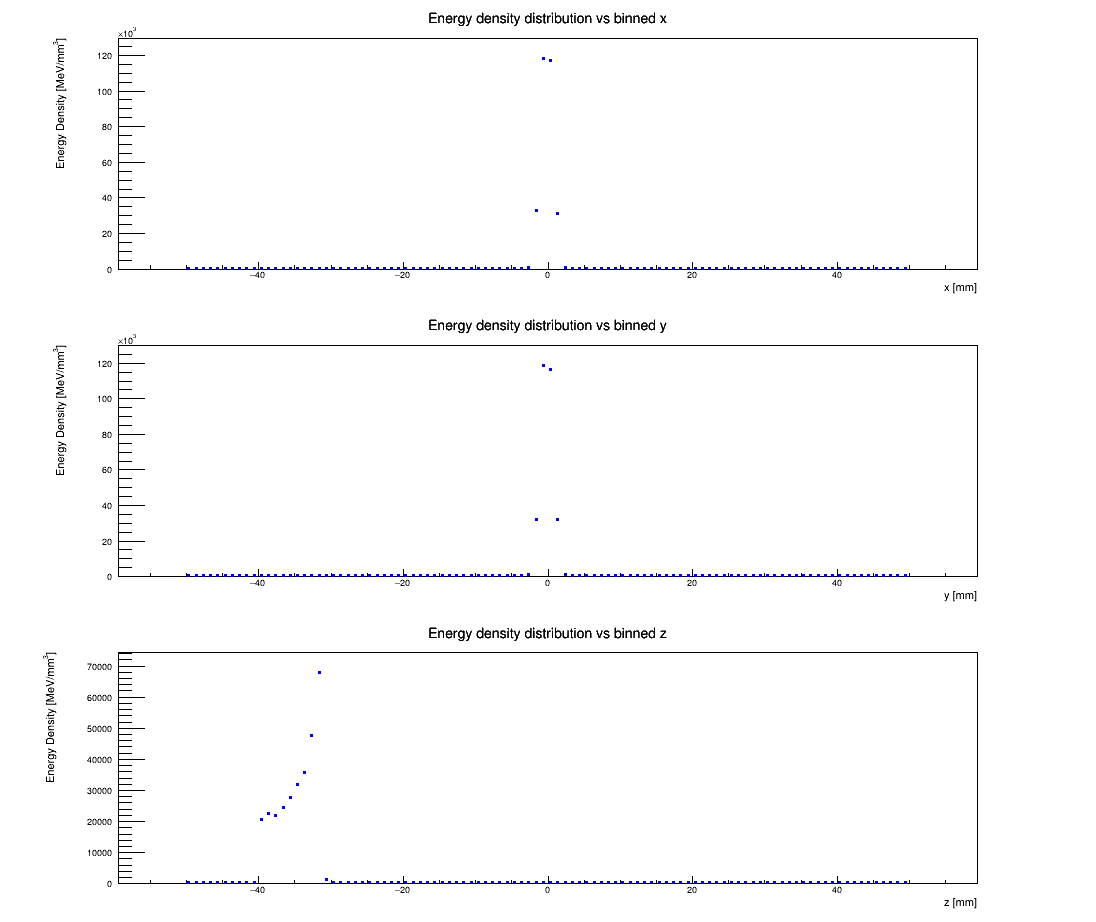 Energy density distribution vs binned x
×10³
Energy Density [MeV/mm³]
120
100
80
60
40
20
0
−40 −20 0 20 40
x [mm]
Energy density distribution vs binned y
×10³
Energy Density [MeV/mm³]
120
100
80
60
40
20
0
−40 −20 0 20 40
y [mm]
Energy density distribution vs binned z
Energy Density [MeV/mm³]
70000
60000
50000
40000
30000
20000
10000
0
−40 −20 0 20 40
z [mm]